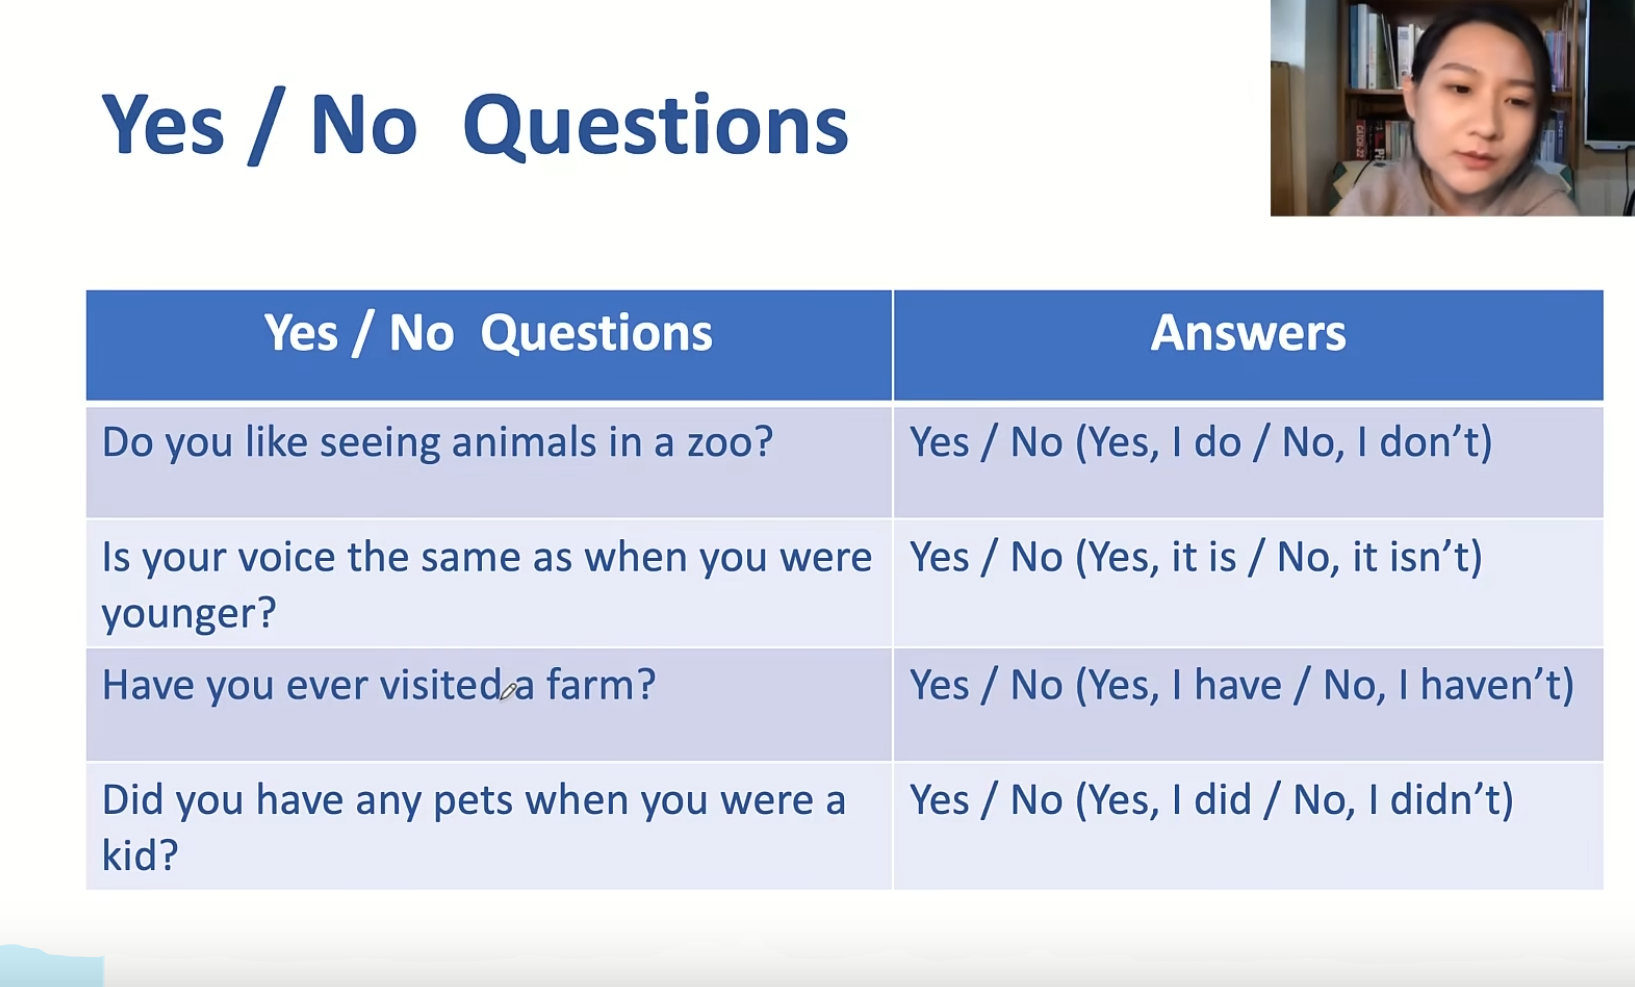 Yes / No Questions
Yes / No Questions
Answers
Do you like seeing animals in a zoo?
Yes / No (Yes, I do / No, I don’t)
Is your voice the same as when you were
younger?
Yes / No (Yes, it is / No, it isn’t)
Have you ever visited a farm?
Yes / No (Yes, I have / No, I haven’t)
Did you have any pets when you were a
kid?
Yes / No (Yes, I did / No, I didn’t)